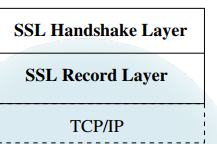 SSL Handshake Layer
SSL Record Layer
TCP/IP